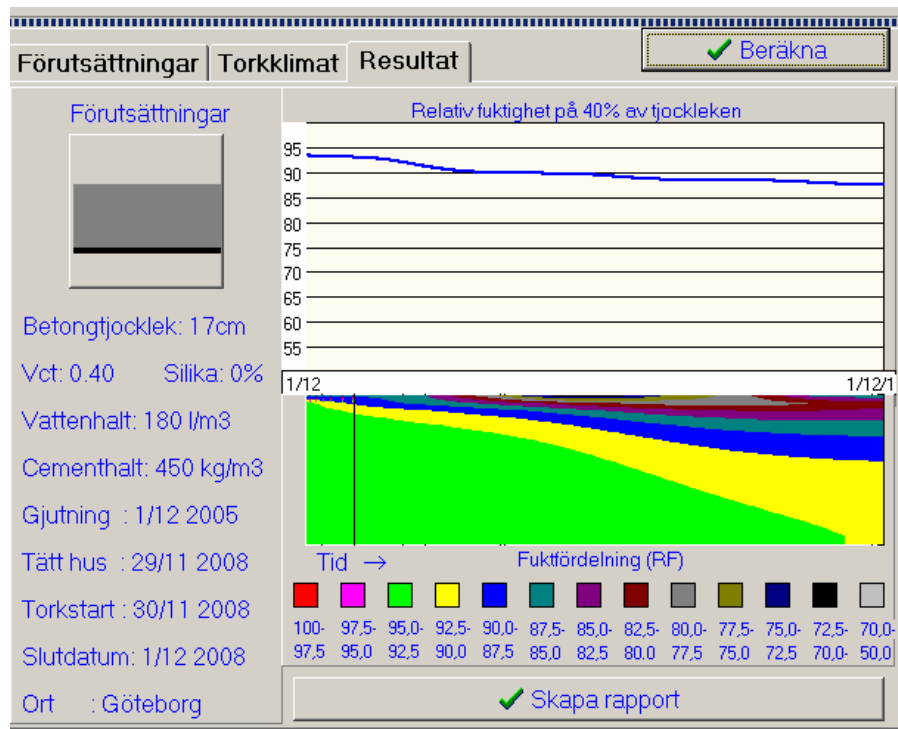 Förutsättningar Torkklimat Resultat Beräkna
Förutsättningar
Betongtjocklek: 17cm
Vct: 0.40 Silika: 0%
Vattenhalt: 180 l/m3
Cementhalt: 450 kg/m3
Gjutning : 1/12 2005
Tätt hus : 29/11 2008
Torkstart : 30/11 2008
Slutdatum: 1/12 2008
Ort : Göteborg
Relativ fuktighet på 40% av tjockleken
95
90
85
80
75
70
65
60
55
1/12 1/12/1
Tid → Fuktfördelning (RF)
100- 97,5- 95,0- 92,5- 90,0- 87,5- 85,0- 82,5- 80,0- 77,5- 75,0- 72,5- 70,0-
97,5 95,0 92,5 90,0 87,5 85,0 82,5 80.0 77,5 75,0 72,5 70,0- 50,0
Skapa rapport